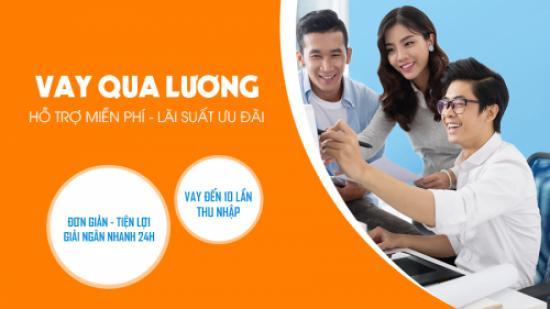 VAY QUA LƯƠNG
HỖ TRỢ MIỄN PHÍ - LÃI SUẤT ƯU ĐÃI
VAY ĐẾN 10 LẦN
THU NHẬP
ĐƠN GIẢN - TIỆN LỢI
GIẢI NGÂN NHANH 24H